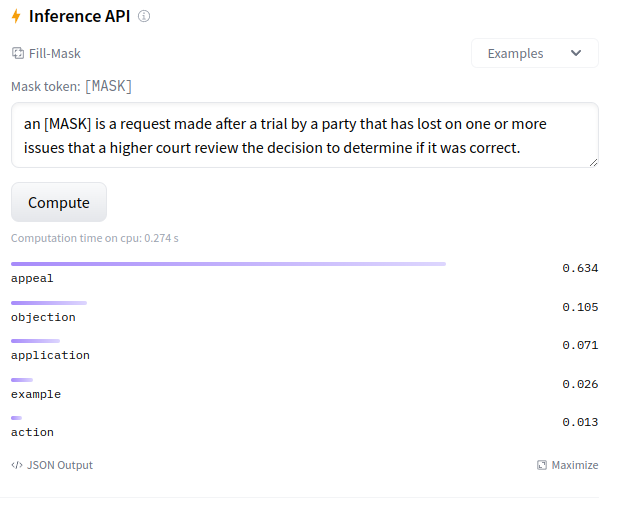 Inference API
Fill-Mask
Examples
Mask token: [MASK]
an [MASK] is a request made after a trial by a party that has lost on one or more
issues that a higher court review the decision to determine if it was correct.
Compute
Computation time on cpu: 0.274 s
appeal 0.634
objection 0.105
application 0.071
example 0.026
action 0.013
</> JSON Output
Maximize